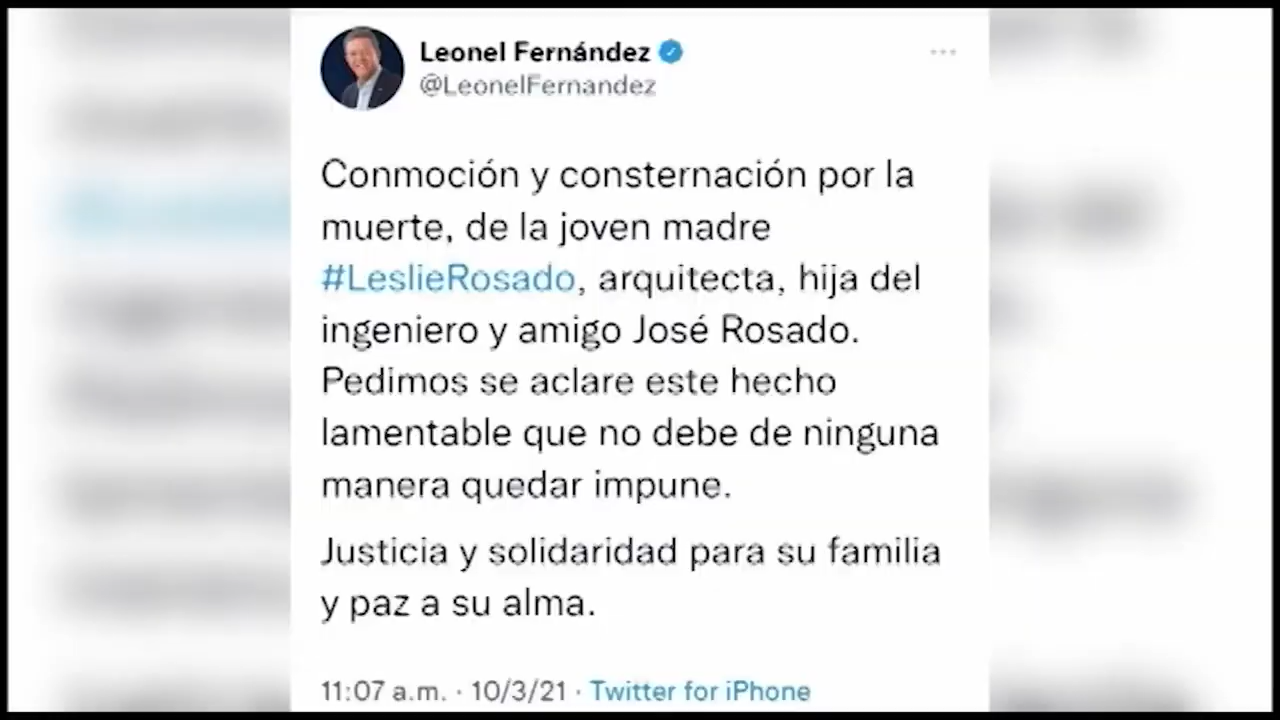 Leonel Fernández
@LeonelFernandez
Conmoción y consternación por la
muerte, de la joven madre
#LeslieRosado, arquitecta, hija del
ingeniero y amigo José Rosado.
Pedimos se aclare este hecho
lamentable que no debe de ninguna
manera quedar impune.
Justicia y solidaridad para su familia
y paz a su alma.
11:07 a.m. · 10/3/21 · Twitter for iPhone